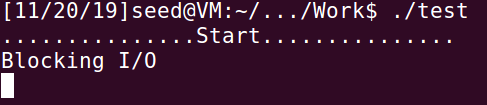 [11/20/19]seed@VM:~/.../Work$ ./test
...............Start...............
Blocking I/O